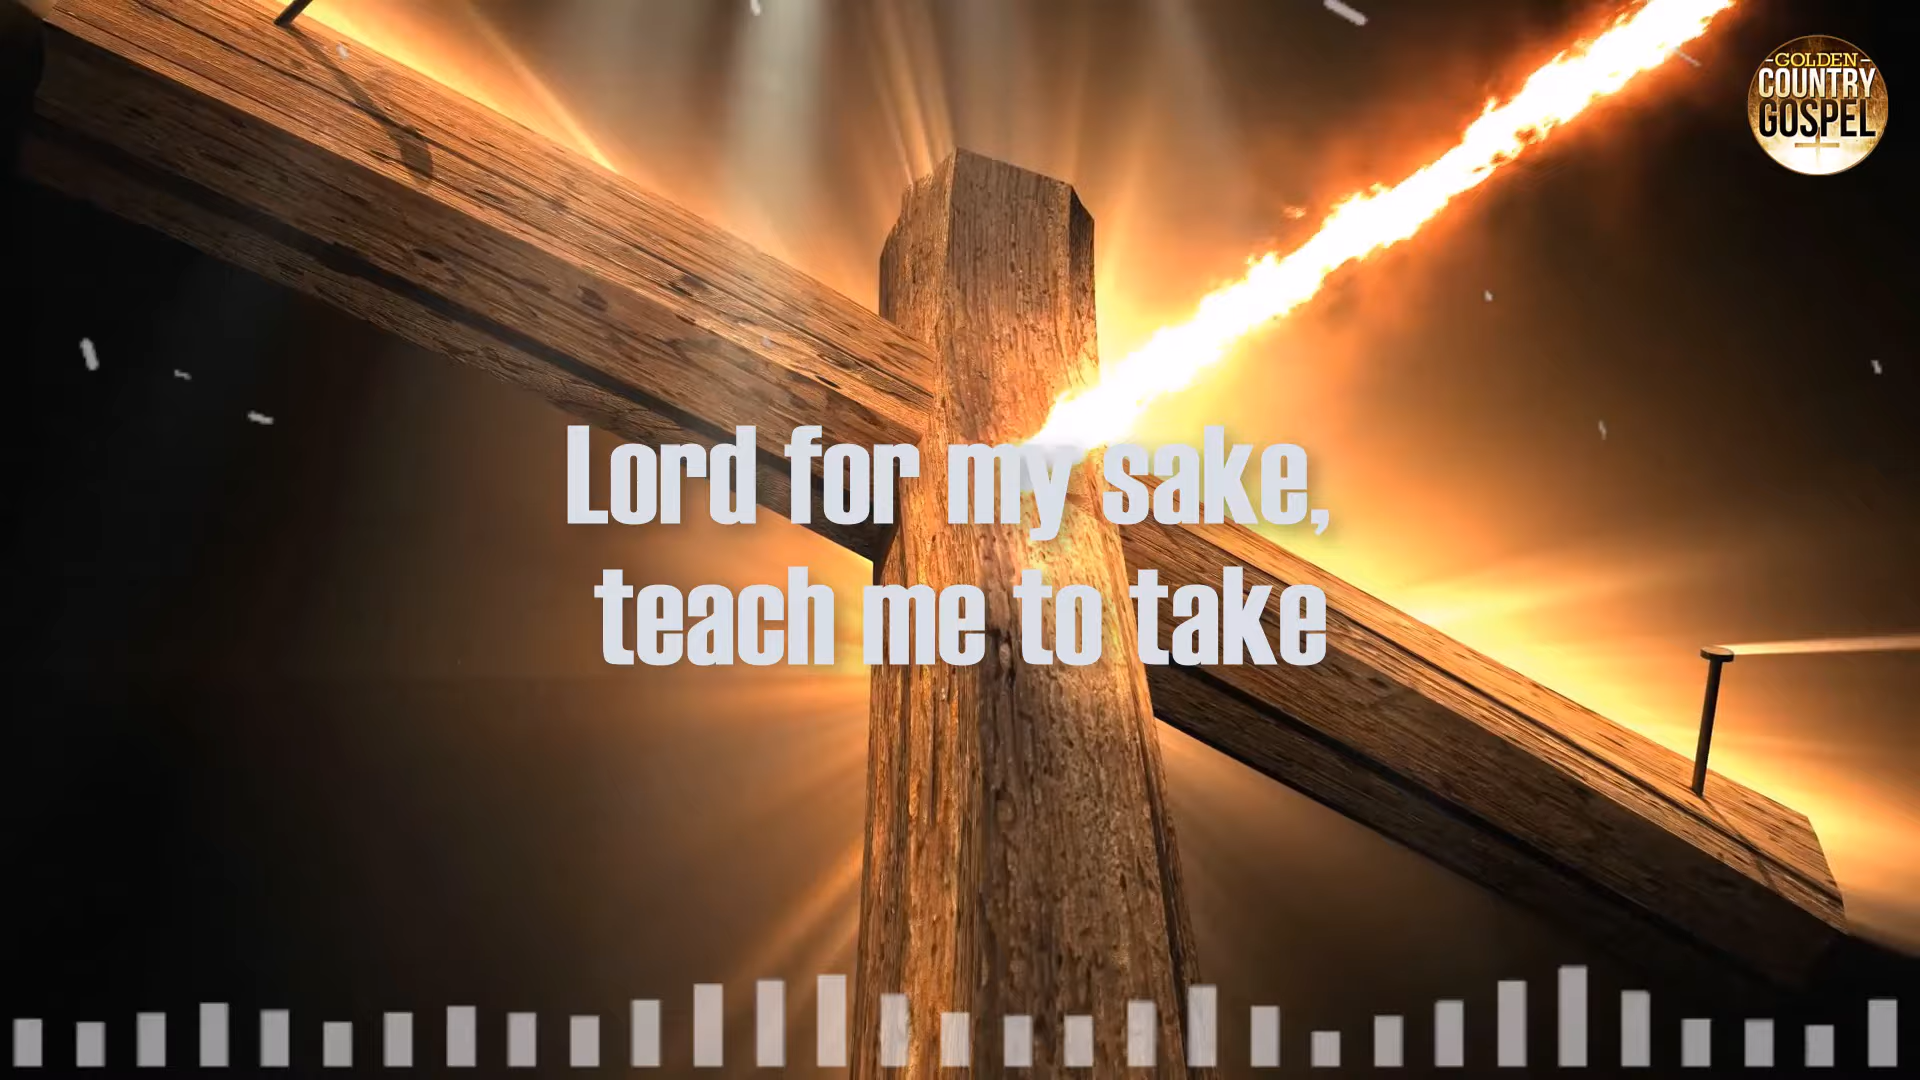 GOLDEN
COUNTRY
GOSPEL
Lord for my sake,
teach me to take